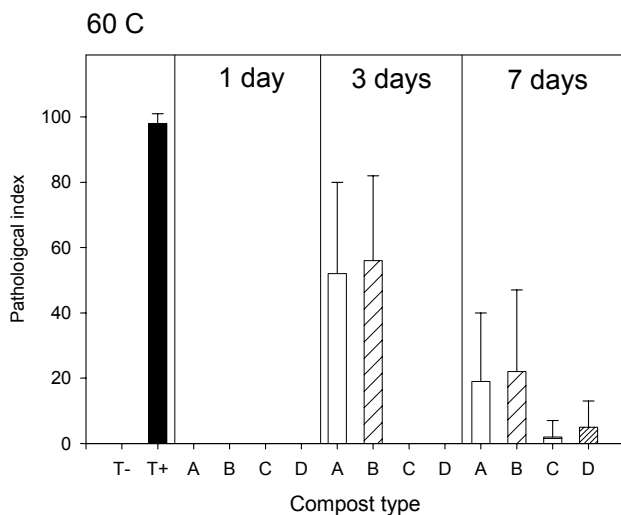 60 C
1 day 3 days 7 days
100
80
60
40
20
0
Patholoigcal index
T- T+ A B C D A B C D A B C D
Compost type